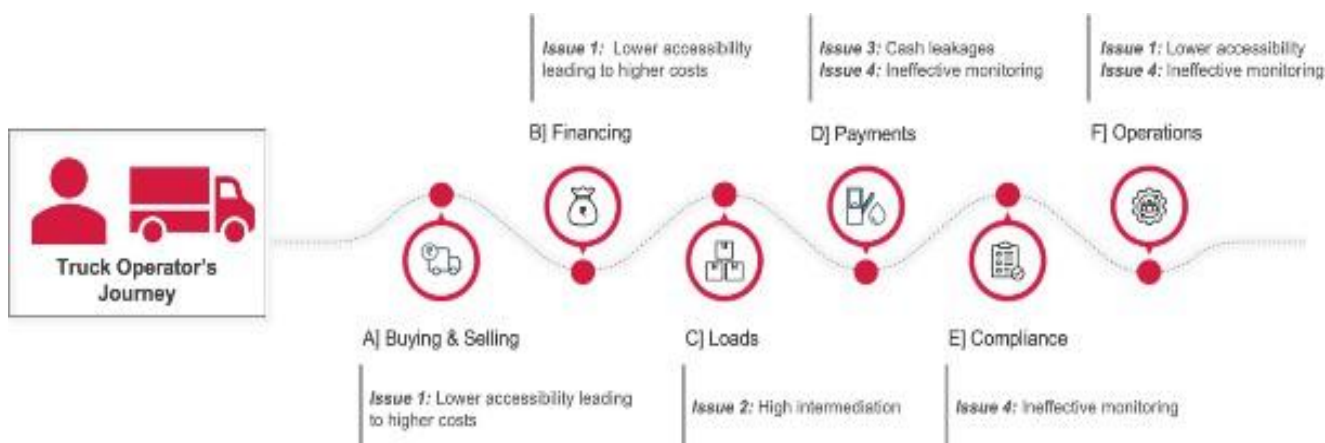 Truck Operator's
Journey
A] Buying & Selling
Issue 1: Lower accessibility leading
to higher costs
Issue 1: Lower accessibility
leading to higher costs
B] Financing
₹
C] Loads
Issue 2: High intermediation
Issue 3: Cash leakages
Issue 4: Ineffective monitoring
D] Payments
E] Compliance
Issue 4: Ineffective monitoring
Issue 1: Lower accessibility
Issue 4: Ineffective monitoring
F] Operations